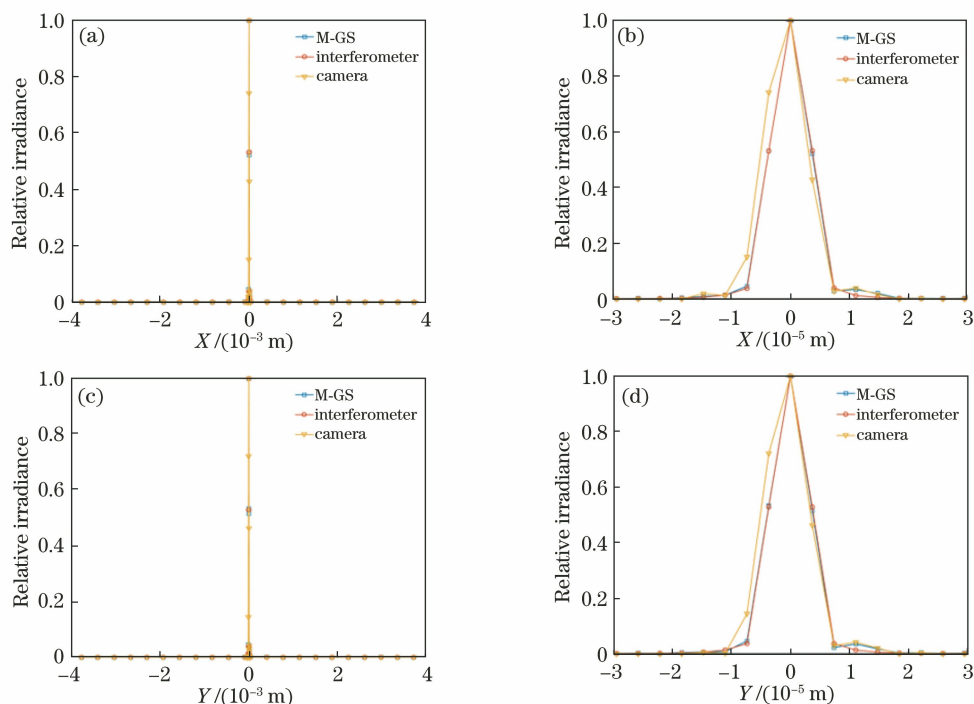 (a)
M-GS
interferometer
camera
Relative irradiance
1.0
0.8
0.6
0.4
0.2
0
−4
−2
0
2
4
X/(10⁻³ m)
(b)
M-GS
interferometer
camera
Relative irradiance
1.0
0.8
0.6
0.4
0.2
0
−3
−2
−1
0
1
2
3
X/(10⁻⁵ m)
(c)
M-GS
interferometer
camera
Relative irradiance
1.0
0.8
0.6
0.4
0.2
0
−4
−2
0
2
4
Y/(10⁻³ m)
(d)
M-GS
interferometer
camera
Relative irradiance
1.0
0.8
0.6
0.4
0.2
0
−3
−2
−1
0
1
2
3
Y/(10⁻⁵ m)